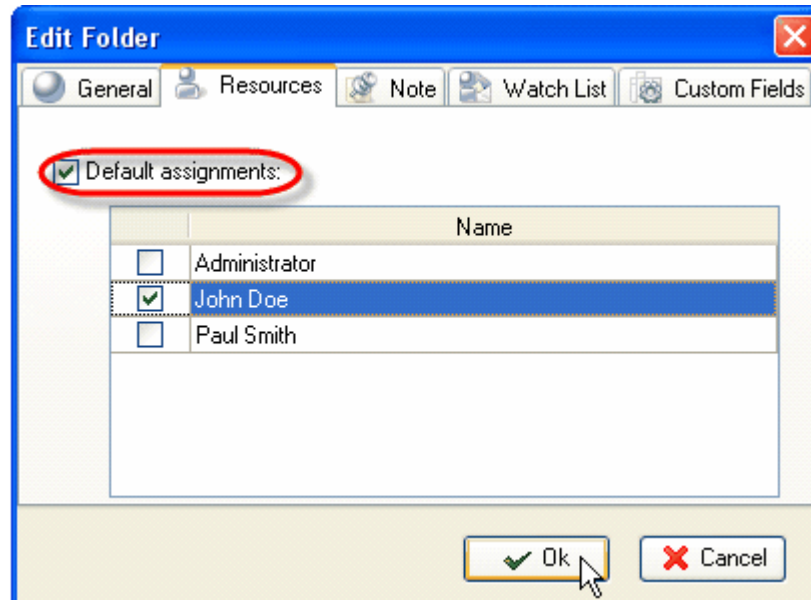 Edit Folder
General Resources Note Watch List Custom Fields
Default assignments:
Name
Administrator
John Doe
Paul Smith
Ok Cancel